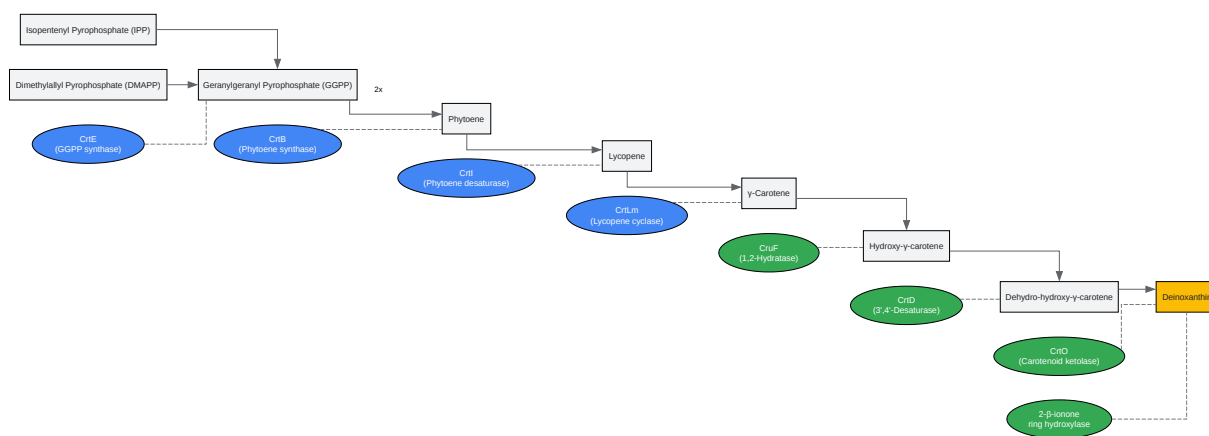 Isopentenyl Pyrophosphate (IPP)
Dimethylallyl Pyrophosphate (DMAPP)
Geranylgeranyl Pyrophosphate (GGPP)
2x
Phytoene
CrtE
(GGPP synthase)
CrtB
(Phytoene synthase)
Lycopene
CrtI
(Phytoene desaturase)
γ-Carotene
CrtLm
(Lycopene cyclase)
Hydroxy-γ-carotene
CruF
(1,2-Hydratase)
Dehydro-hydroxy-γ-carotene
Deinoxanthin
CrtD
(3',4'-Desaturase)
CrtO
(Carotenoid ketolase)
2-β-ionone
ring hydroxylase